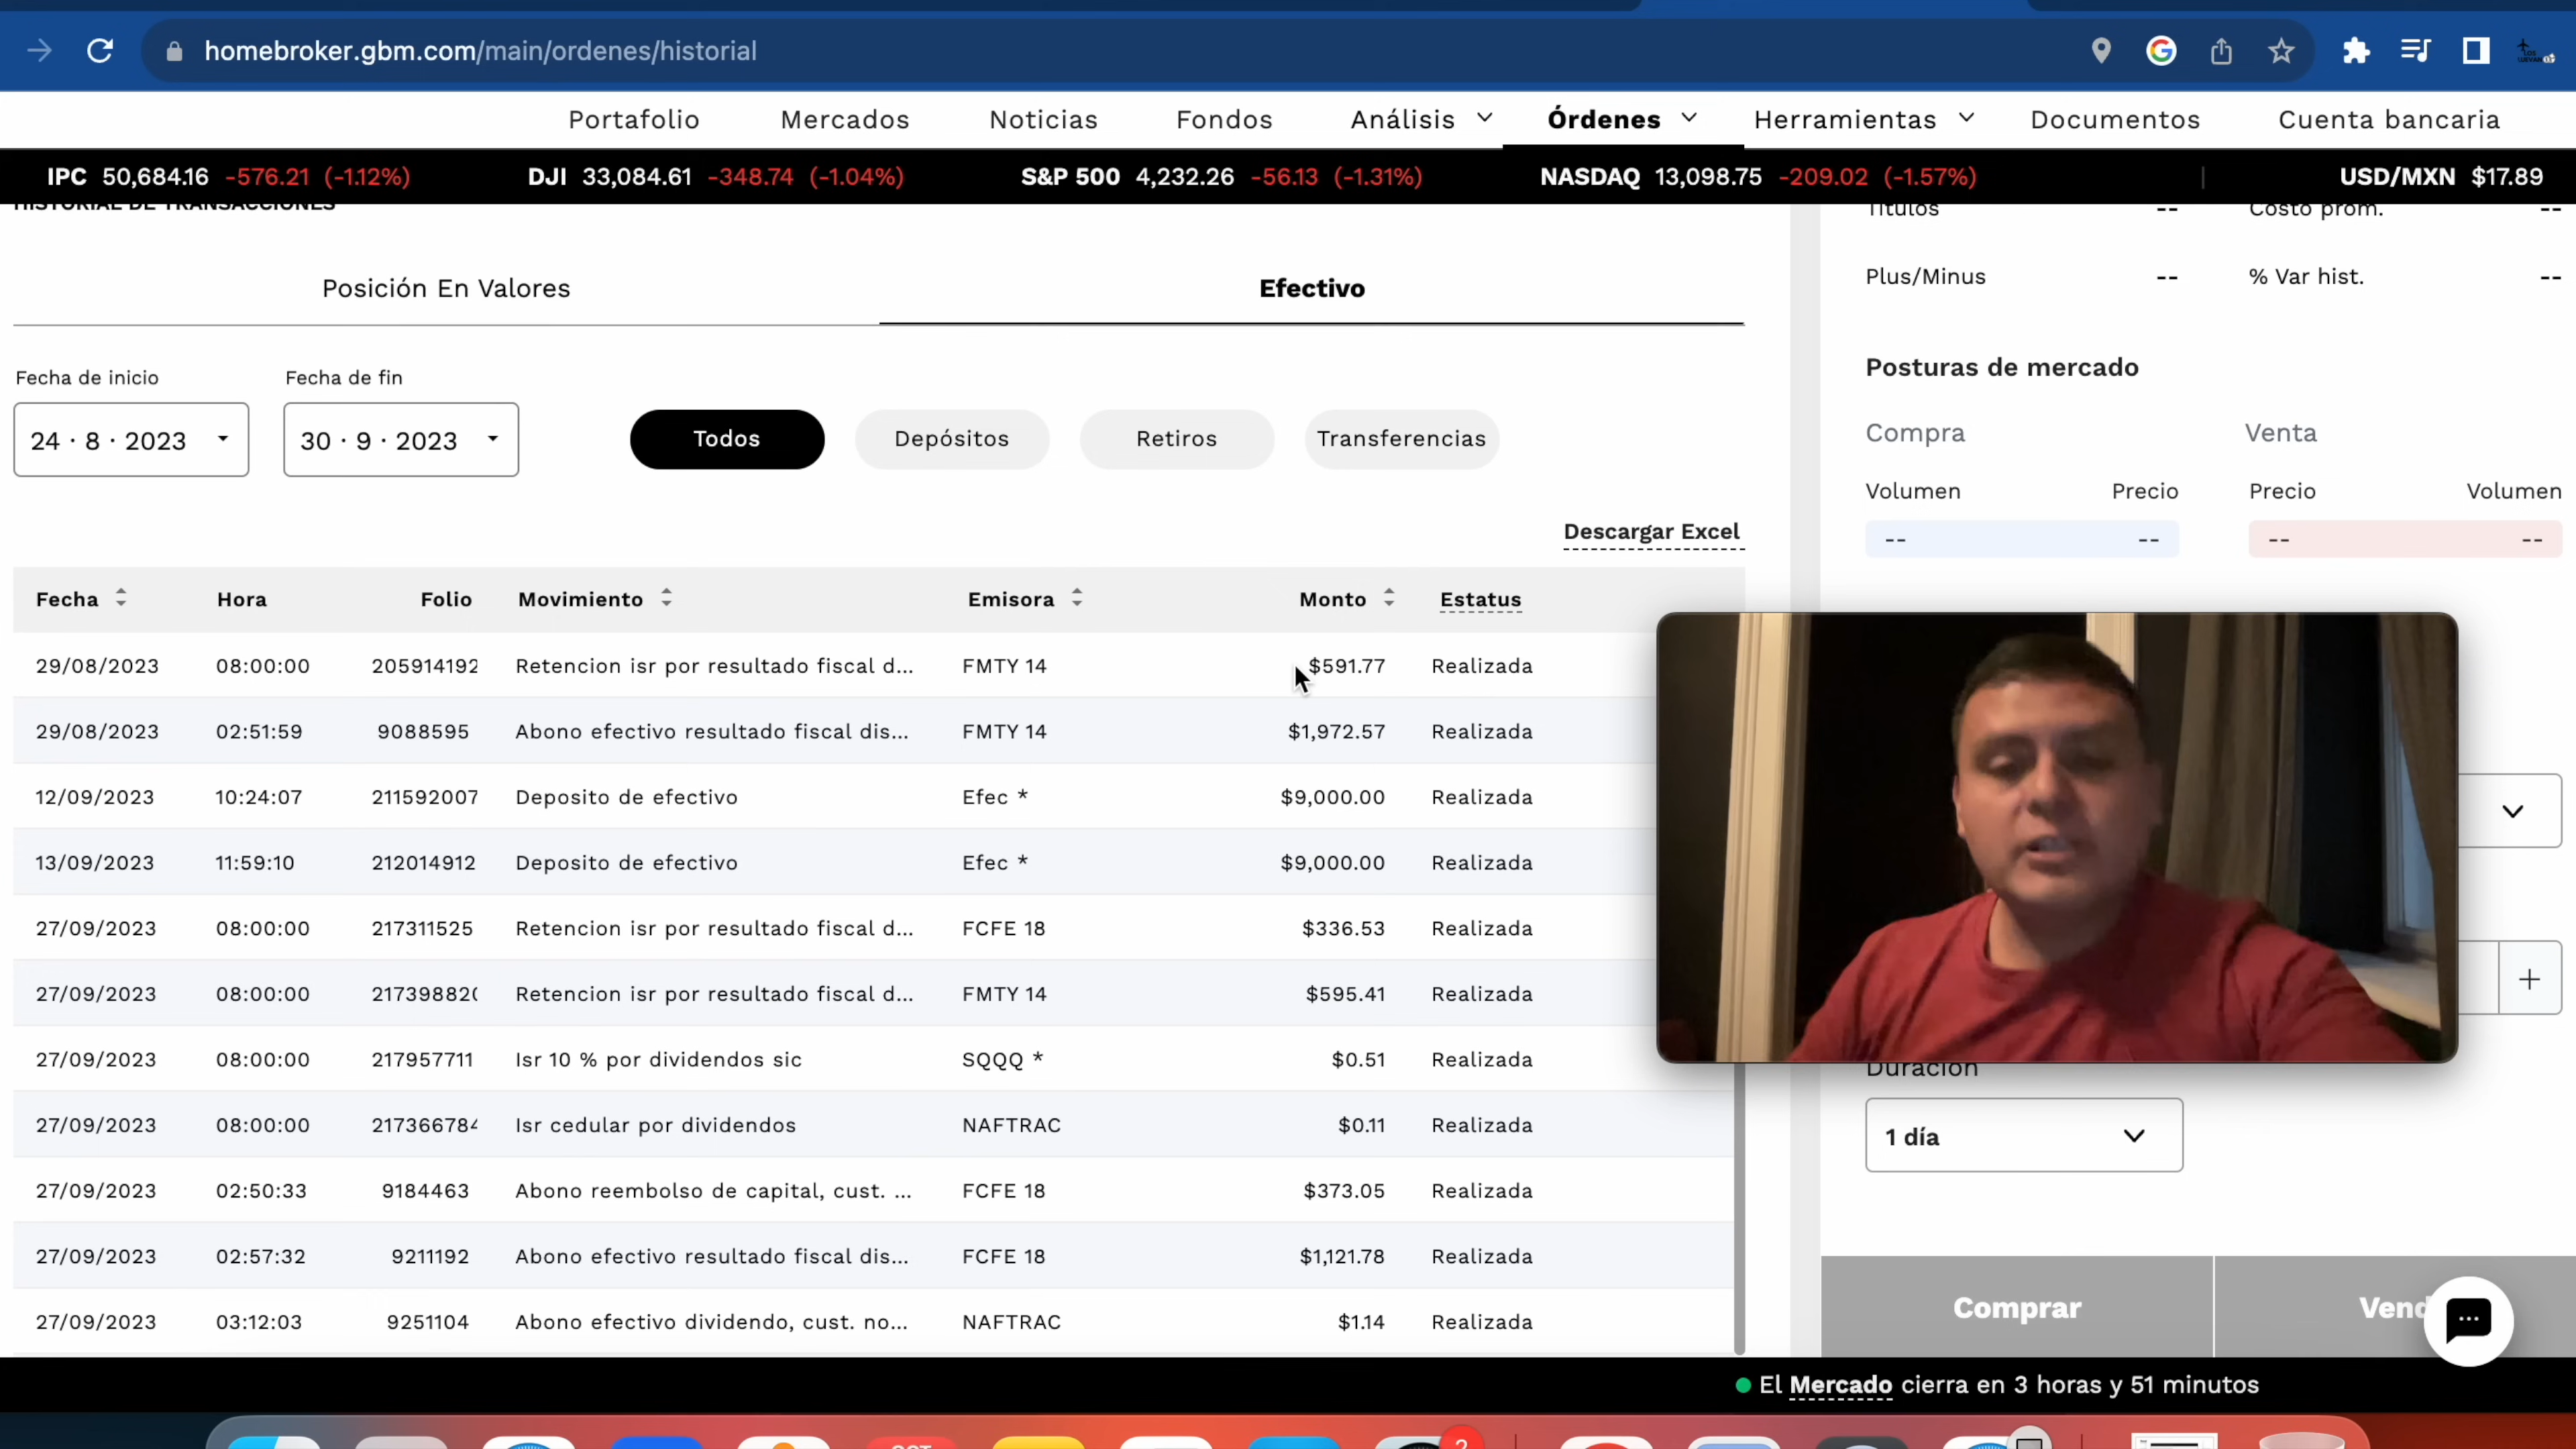 homebroker.gbm.com/main/ordenes/historial
Portafolio Mercados Noticias Fondos Análisis Órdenes Herramientas Documentos Cuenta bancaria
IPC 50,684.16 -576.21 (-1.12%) DJI 33,084.61 -348.74 (-1.04%) S&P 500 4,232.26 -56.13 (-1.31%) NASDAQ 13,098.75 -209.02 (-1.57%) USD/MXN $17.89
HISTORIAL DE TRANSACCIONES
Posición En Valores Efectivo
Fecha de inicio Fecha de fin
24 · 8 · 2023 30 · 9 · 2023 Todos Depósitos Retiros Transferencias
Descargar Excel
Fecha Hora Folio Movimiento Emisora Monto Estatus
29/08/2023 08:00:00 205914192 Retencion isr por resultado fiscal d... FMTY 14 $591.77 Realizada
29/08/2023 02:51:59 9088595 Abono efectivo resultado fiscal dis... FMTY 14 $1,972.57 Realizada
12/09/2023 10:24:07 211592007 Deposito de efectivo Efec * $9,000.00 Realizada
13/09/2023 11:59:10 212014912 Deposito de efectivo Efec * $9,000.00 Realizada
27/09/2023 08:00:00 217311525 Retencion isr por resultado fiscal d... FCFE 18 $336.53 Realizada
27/09/2023 08:00:00 21739882 Retencion isr por resultado fiscal d... FMTY 14 $595.41 Realizada
27/09/2023 08:00:00 217957711 Isr 10 % por dividendos sic SQQQ * $0.51 Realizada
27/09/2023 08:00:00 21736678 Isr cedular por dividendos NAFTRAC $0.11 Realizada
27/09/2023 02:50:33 9184463 Abono reembolso de capital, cust. ... FCFE 18 $373.05 Realizada
27/09/2023 02:57:32 9211192 Abono efectivo resultado fiscal dis... FCFE 18 $1,121.78 Realizada
27/09/2023 03:12:03 9251104 Abono efectivo dividendo, cust. no... NAFTRAC $1.14 Realizada
Títulos -- Costo prom. --
Plus/Minus -- % Var hist. --
Posturas de mercado
Compra Venta
Volumen Precio Precio Volumen
-- -- -- --
Duración
1 día
Comprar Vend
El Mercado cierra en 3 horas y 51 minutos